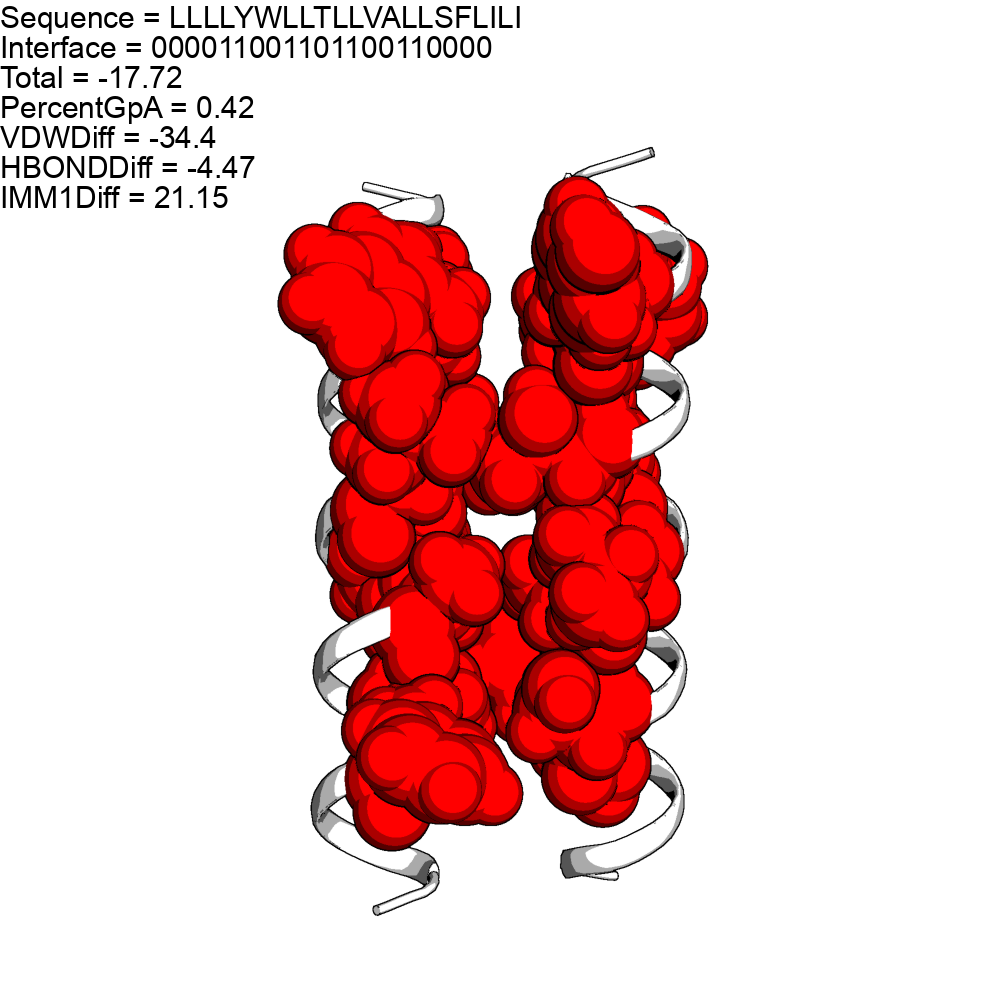 Sequence = LLLLYWLLTLLVALLSFLILI
Interface = 000011001101100110000
Total = -17.72
PercentGpA = 0.42
VDWDiff = -34.4
HBONDDiff = -4.47
IMM1Diff = 21.15